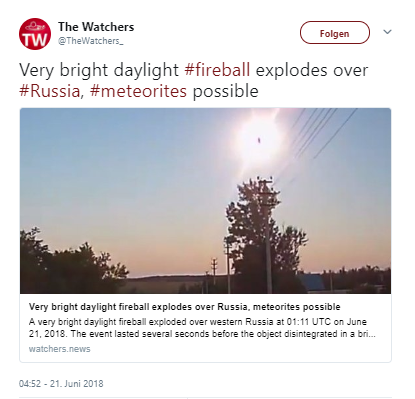 The Watchers
@TheWatchers_
Folgen
Very bright daylight #fireball explodes over
#Russia, #meteorites possible
Very bright daylight fireball explodes over Russia, meteorites possible
A very bright daylight fireball exploded over western Russia at 01:11 UTC on June
21, 2018. The event lasted several seconds before the object disintegrated in a bri...
watchers.news
04:52 - 21. Juni 2018